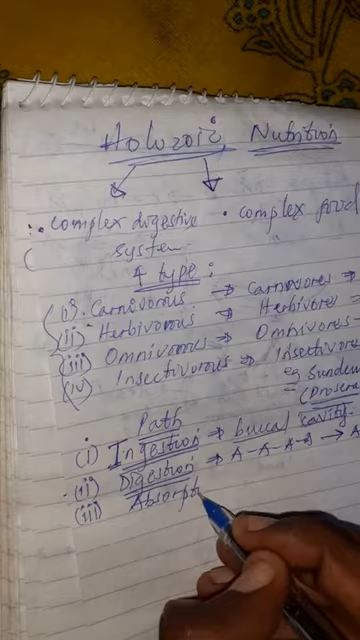 Holozoic Nutrition
complex digestive • complex food
system
4 type:
(i) Carnivorous ⇒ Carnivores ⇒
(ii) Herbivorous ⇒ Herbivores ⇒
(iii) Omnivorous ⇒ Omnivores
(iv) Insectivorous ⇒ Insectivores
eg Sundew
Path
(i) Ingestion ⇒ buccal cavity
(ii) Digestion ⇒ A - A - A - A → A
(iii) Absorpt